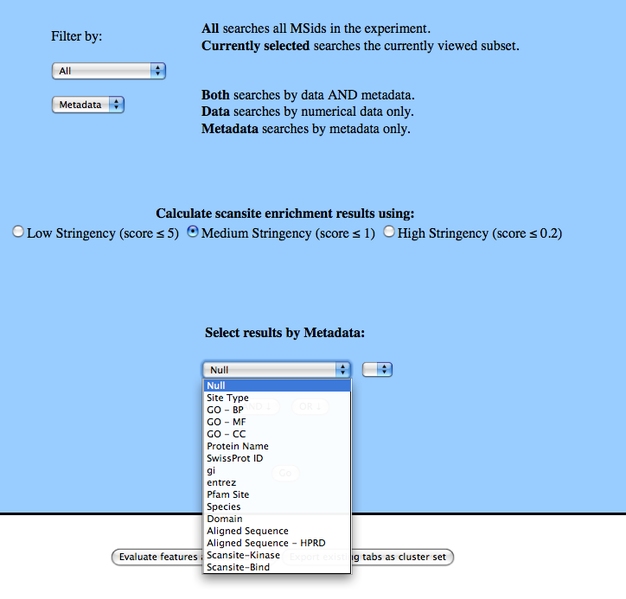 Filter by:
All searches all MSids in the experiment.
Currently selected searches the currently viewed subset.
All
Metadata
Both searches by data AND metadata.
Data searches by numerical data only.
Metadata searches by metadata only.
Calculate scansite enrichment results using:
Low Stringency (score ≤ 5) Medium Stringency (score ≤ 1) High Stringency (score ≤ 0.2)
Select results by Metadata:
Null
Null
Site Type
GO - BP
GO - MF
GO - CC
Protein Name
SwissProt ID
gi
entrez
Pfam Site
Species
Domain
Aligned Sequence
Aligned Sequence - HPRD
Scansite-Kinase
Scansite-Bind
OR
Go
Evaluate features
tabs as cluster set